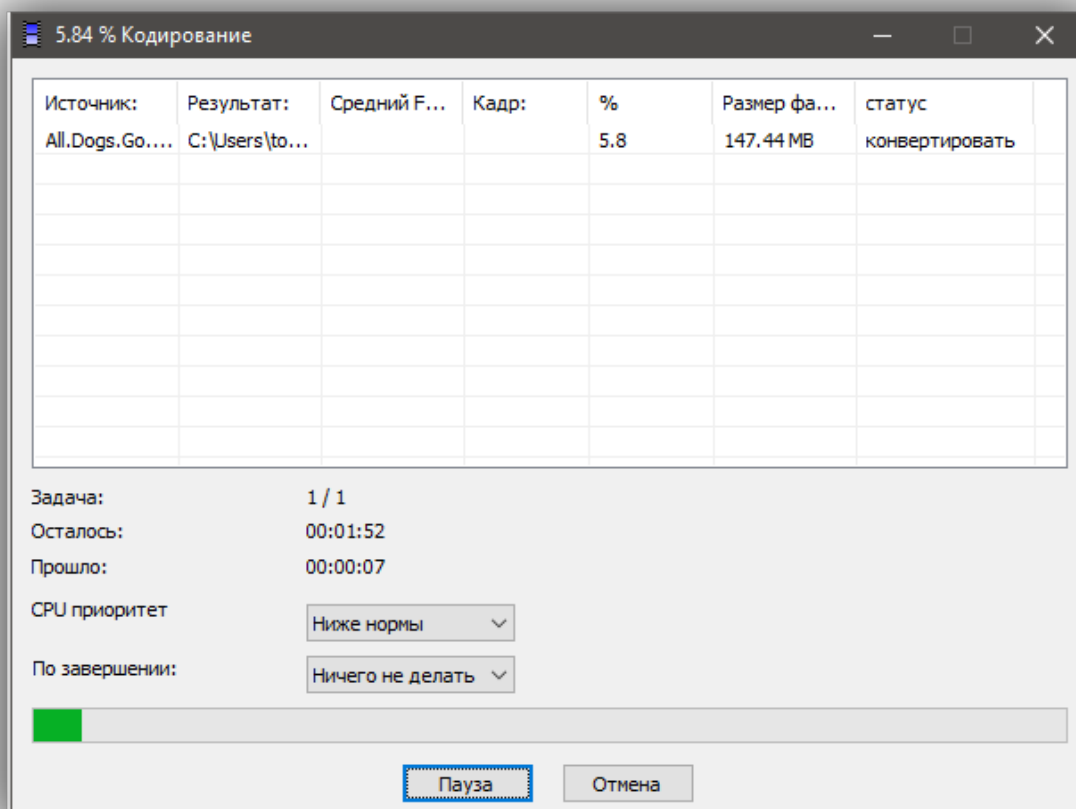 5.84 % Кодирование
Источник: Результат: Средний F... Кадр: % Размер фа... статус
All.Dogs.Go.... C:\Users\to... 5.8 147.44 MB конвертировать
Задача: 1 / 1
Осталось: 00:01:52
Прошло: 00:00:07
CPU приоритет Ниже нормы
По завершении: Ничего не делать
Пауза Отмена